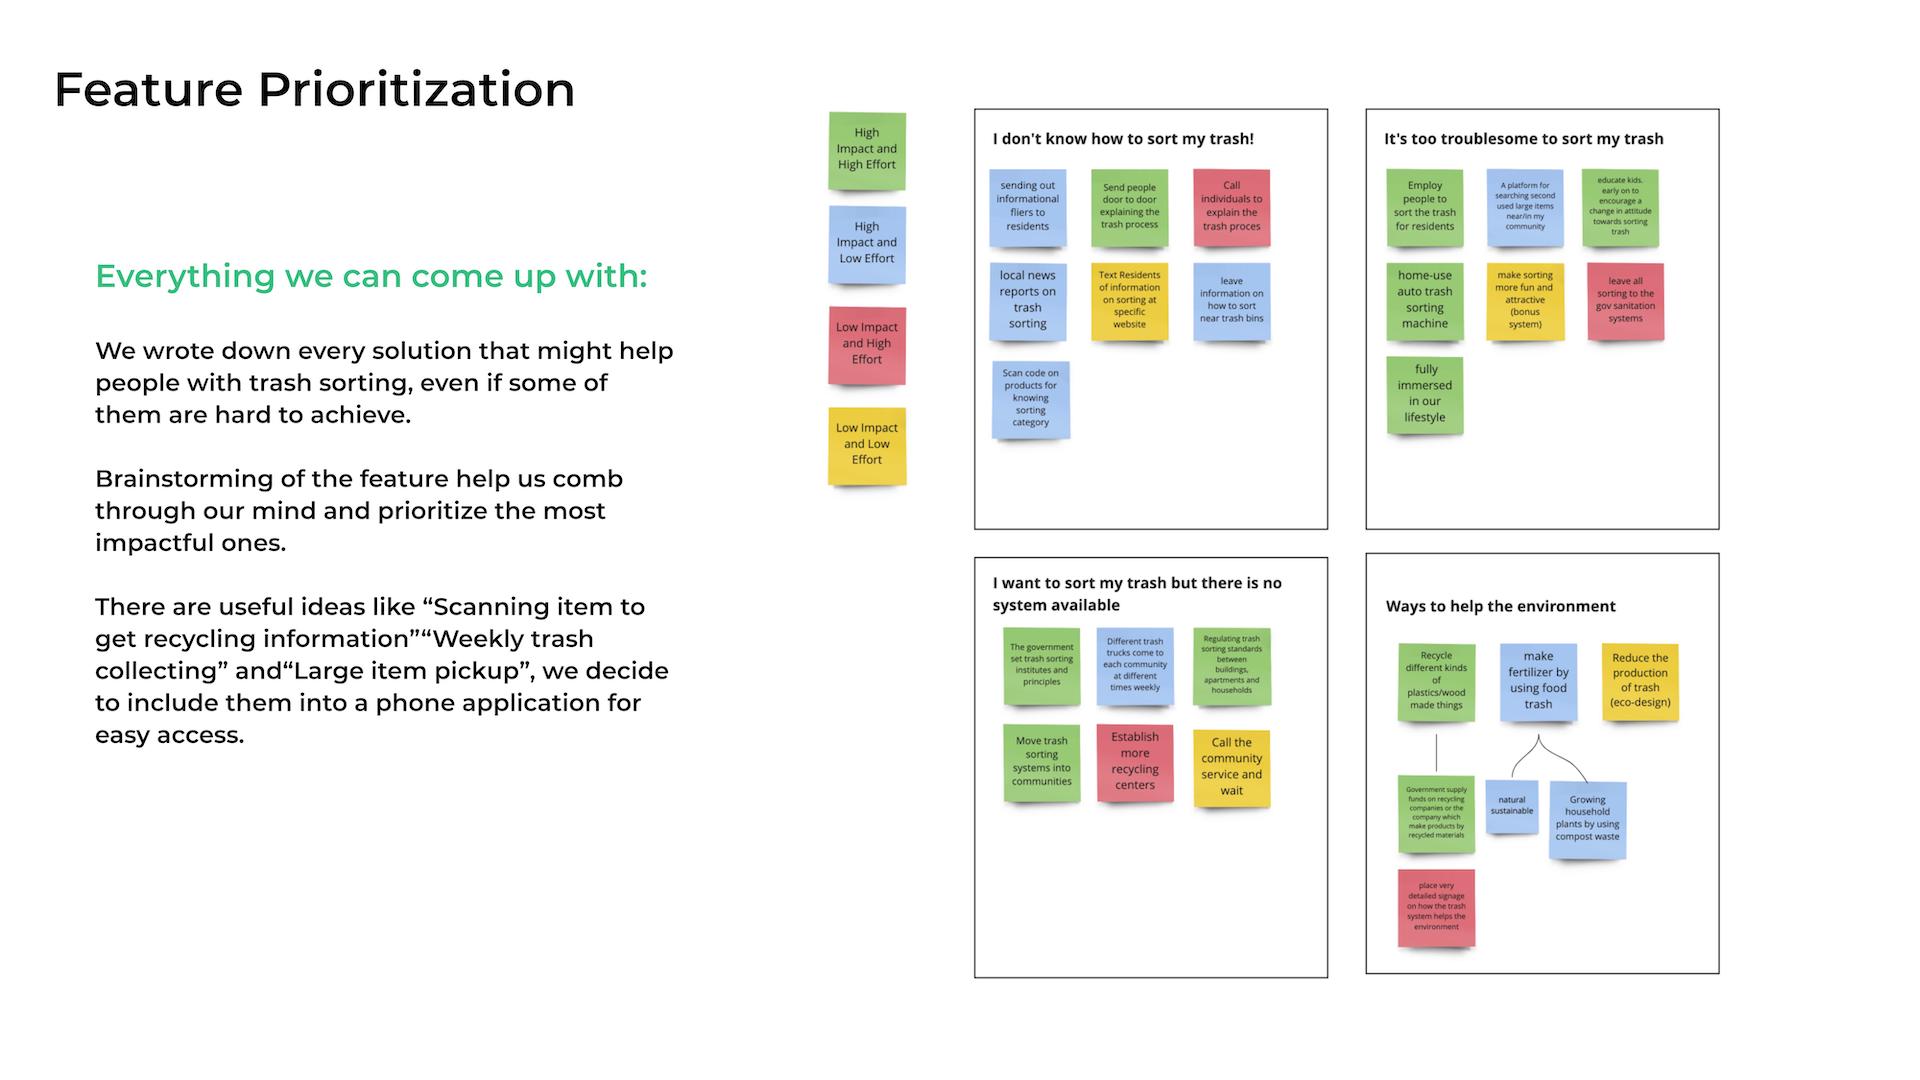 Feature Prioritization
Everything we can come up with:
We wrote down every solution that might help
people with trash sorting, even if some of
them are hard to achieve.
Brainstorming of the feature help us comb
through our mind and prioritize the most
impactful ones.
There are useful ideas like “Scanning item to
get recycling information”“Weekly trash
collecting” and“Large item pickup”, we decide
to include them into a phone application for
easy access.
High
Impact and
High Effort
High
Impact and
Low Effort
Low Impact
and High
Effort
Low Impact
and Low
Effort
I don't know how to sort my trash!
sending out
informational
fliers to
residents
Send people
door to door
explaining the
trash process
Call
individuals to
explain the
trash proces
local news
reports on
trash
sorting
Text Residents
of information
on sorting at
specific
website
leave
information on
how to sort
near trash bins
Scan code on
products for
knowing
sorting
category
It's too troublesome to sort my trash
Employ
people to
sort the trash
for residents
A platform for
searching second
used large items
near/in my
community
educate kids.
early on to
encourage a
change in attitude
towards sorting
trash
home-use
auto trash
sorting
machine
make sorting
more fun and
attractive
(bonus
system)
leave all
sorting to the
gov sanitation
systems
fully
immersed
in our
lifestyle
I want to sort my trash but there is no
system available
The government
set trash sorting
institutes and
principles
Different trash
trucks come to
each community
at different
times weekly
Regulating trash
sorting standards
between
buildings,
apartments and
households
Move trash
sorting
systems into
communities
Establish
more
recycling
centers
Call the
community
service and
wait
Ways to help the environment
Recycle
different kinds
of
plastics/wood
made things
make
fertilizer by
using food
trash
Reduce the
production
of trash
(eco-design)
Government supply
funds on recycling
companies or the
company which
make products by
recycled materials
natural
sustainable
Growing
household
plants by using
compost waste
place very
detailed signage
on how the trash
system helps the
environment